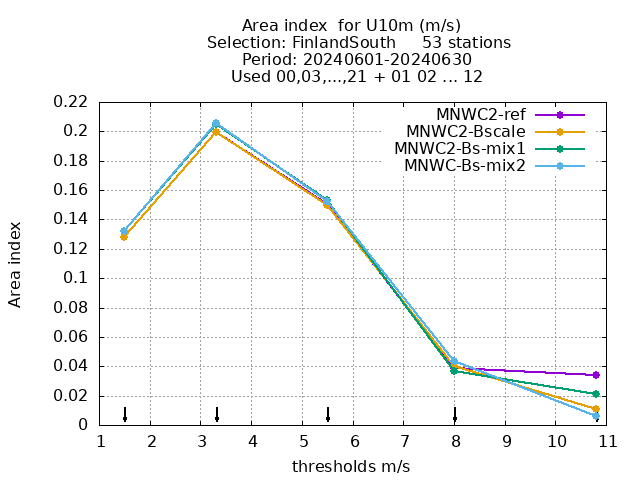 Area index  for U10m (m/s)
Selection: FinlandSouth     53 stations
Period: 20240601-20240630
Used 00,03,...,21 + 01 02 ... 12
MNWC2-ref
MNWC2-Bscale
MNWC2-Bs-mix1
MNWC-Bs-mix2
Area index
0.22
0.2
0.18
0.16
0.14
0.12
0.1
0.08
0.06
0.04
0.02
0
1 2 3 4 5 6 7 8 9 10 11
thresholds m/s